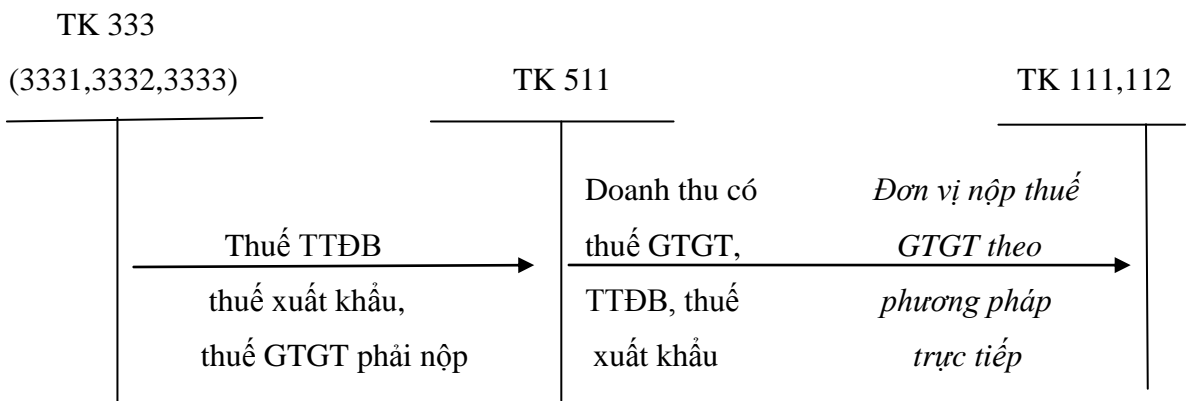 TK 333
(3331,3332,3333)
TK 511
TK 111,112
Thuế TTĐB
thuế xuất khẩu,
thuế GTGT phải nộp
Doanh thu có
thuế GTGT,
TTĐB, thuế
xuất khẩu
Đơn vị nộp thuế
GTGT theo
phương pháp
trực tiếp